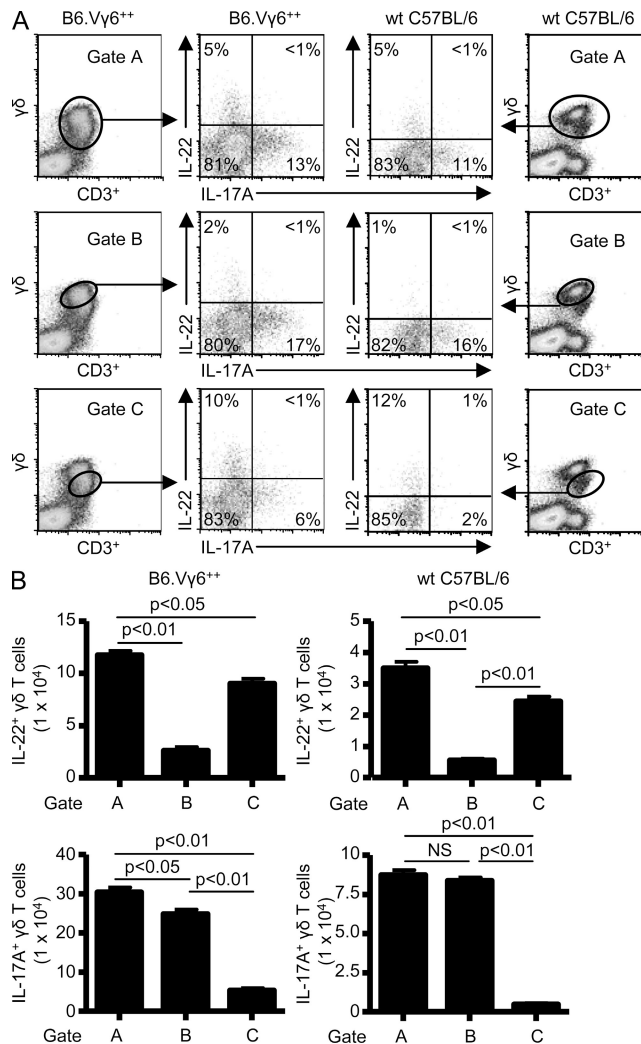 A
B6.Vγ6⁺⁺ B6.Vγ6⁺⁺ wt C57BL/6 wt C57BL/6
Gate A 5% <1% 5% <1% Gate A
γδ IL-22 IL-22 γδ
81% 13% 83% 11%
CD3⁺ IL-17A CD3⁺
Gate B 2% <1% 1% <1% Gate B
γδ IL-22 IL-22 γδ
80% 17% 82% 16%
CD3⁺ IL-17A CD3⁺
Gate C 10% <1% 12% 1% Gate C
γδ IL-22 IL-22 γδ
83% 6% 85% 2%
CD3⁺ IL-17A CD3⁺
B
B6.Vγ6⁺⁺
IL-22⁺ γδ T cells
(1 x 10⁴)
15
10
5
0
p<0.05
p<0.01
Gate A B C
wt C57BL/6
IL-22⁺ γδ T cells
(1 x 10⁴)
5
4
3
2
1
0
p<0.05
p<0.01
p<0.01
A B C
IL-17A⁺ γδ T cells
(1 x 10⁴)
40
30
20
10
0
p<0.01
p<0.05 p<0.01
Gate A B C
IL-17A⁺ γδ T cells
(1 x 10⁴)
10
7.5
5.0
2.5
0
p<0.01
NS p<0.01
Gate A B C